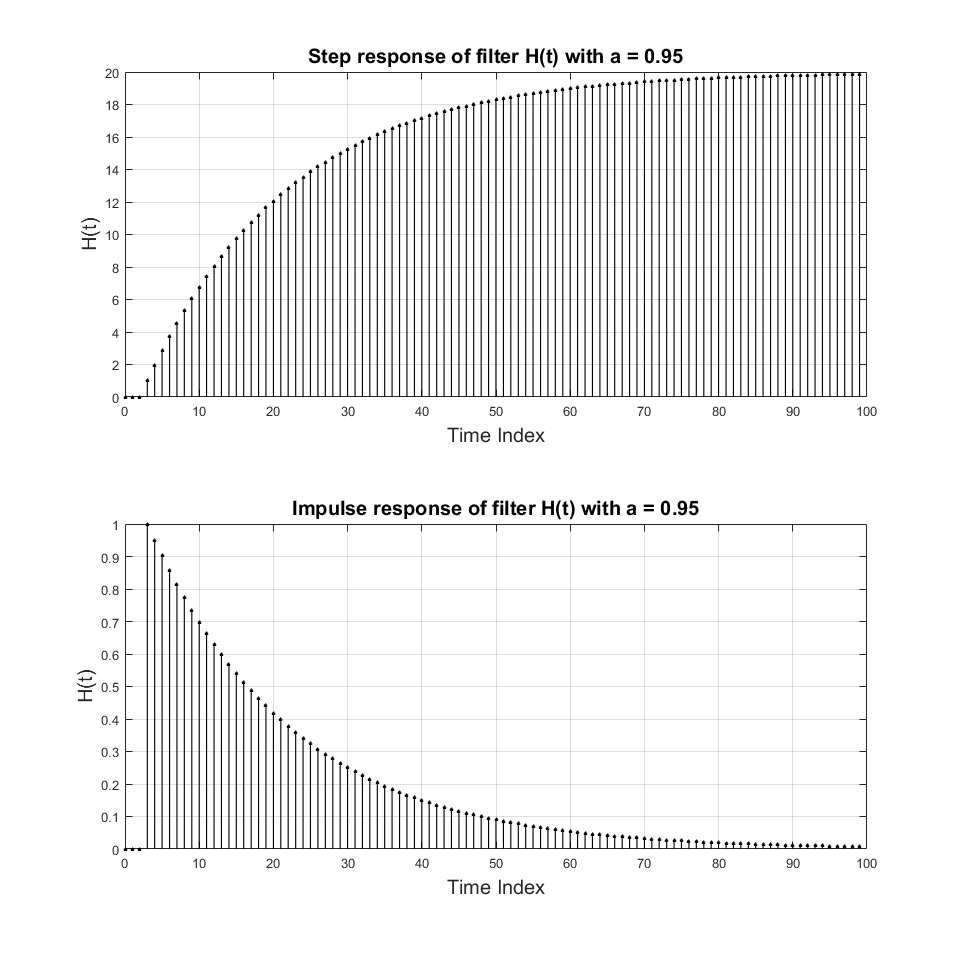 Step response of filter H(t) with a = 0.95
20
18
16
14
12
10
8
6
4
2
0
H(t)
0 10 20 30 40 50 60 70 80 90 100
Time Index
Impulse response of filter H(t) with a = 0.95
1
0.9
0.8
0.7
0.6
0.5
0.4
0.3
0.2
0.1
0
H(t)
0 10 20 30 40 50 60 70 80 90 100
Time Index